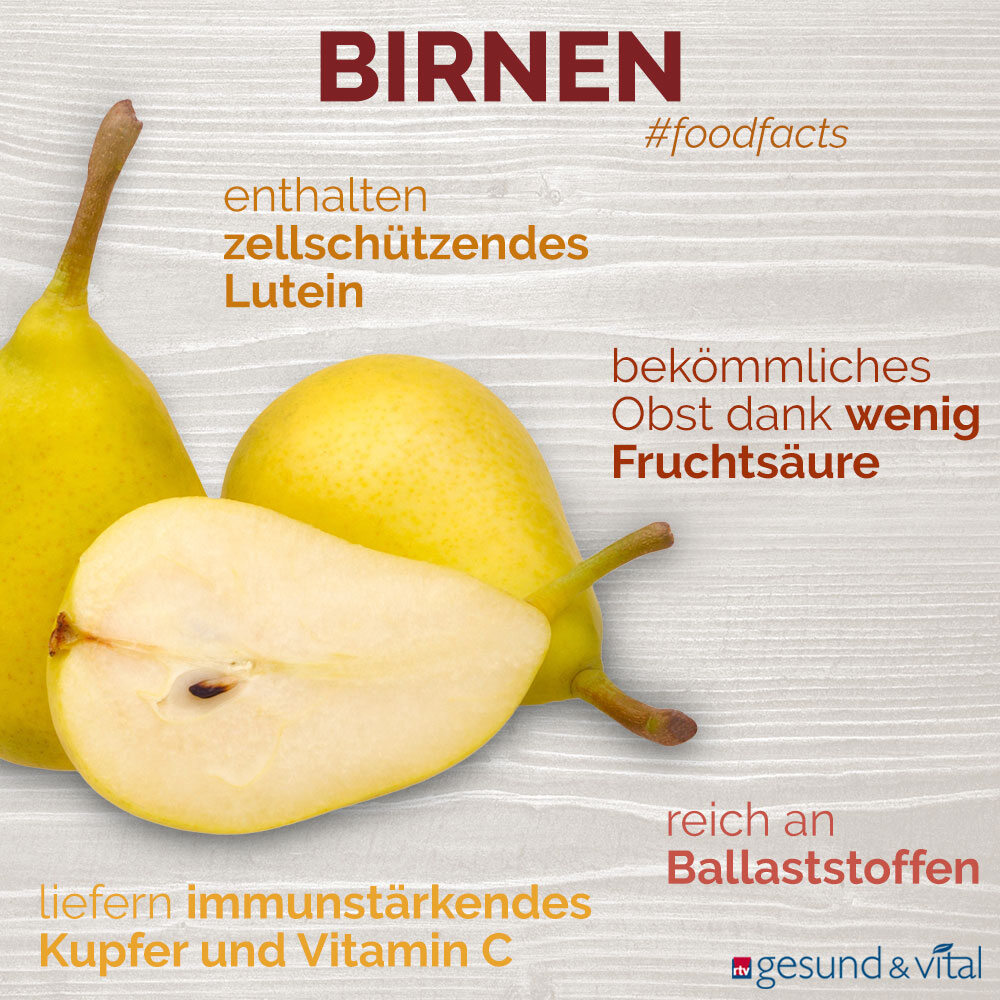 BIRNEN
#foodfacts
enthalten
zellschützendes
Lutein
bekömmliches
Obst dank wenig
Fruchtsäure
reich an
Ballaststoffen
liefern immunstärkendes
Kupfer und Vitamin C
rtv gesund & vital